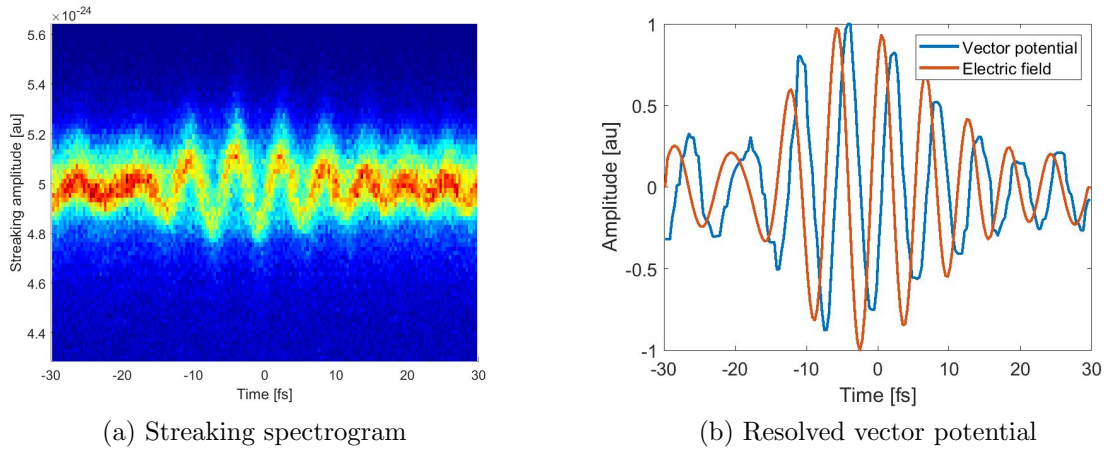 ×10⁻²⁴
5.6
5.4
5.2
5
4.8
4.6
4.4
Streaking amplitude [au]
-30 -20 -10 0 10 20 30
Time [fs]
(a) Streaking spectrogram
1
0.5
0
-0.5
-1
Amplitude [au]
Vector potential
Electric field
-30 -20 -10 0 10 20 30
Time [fs]
(b) Resolved vector potential